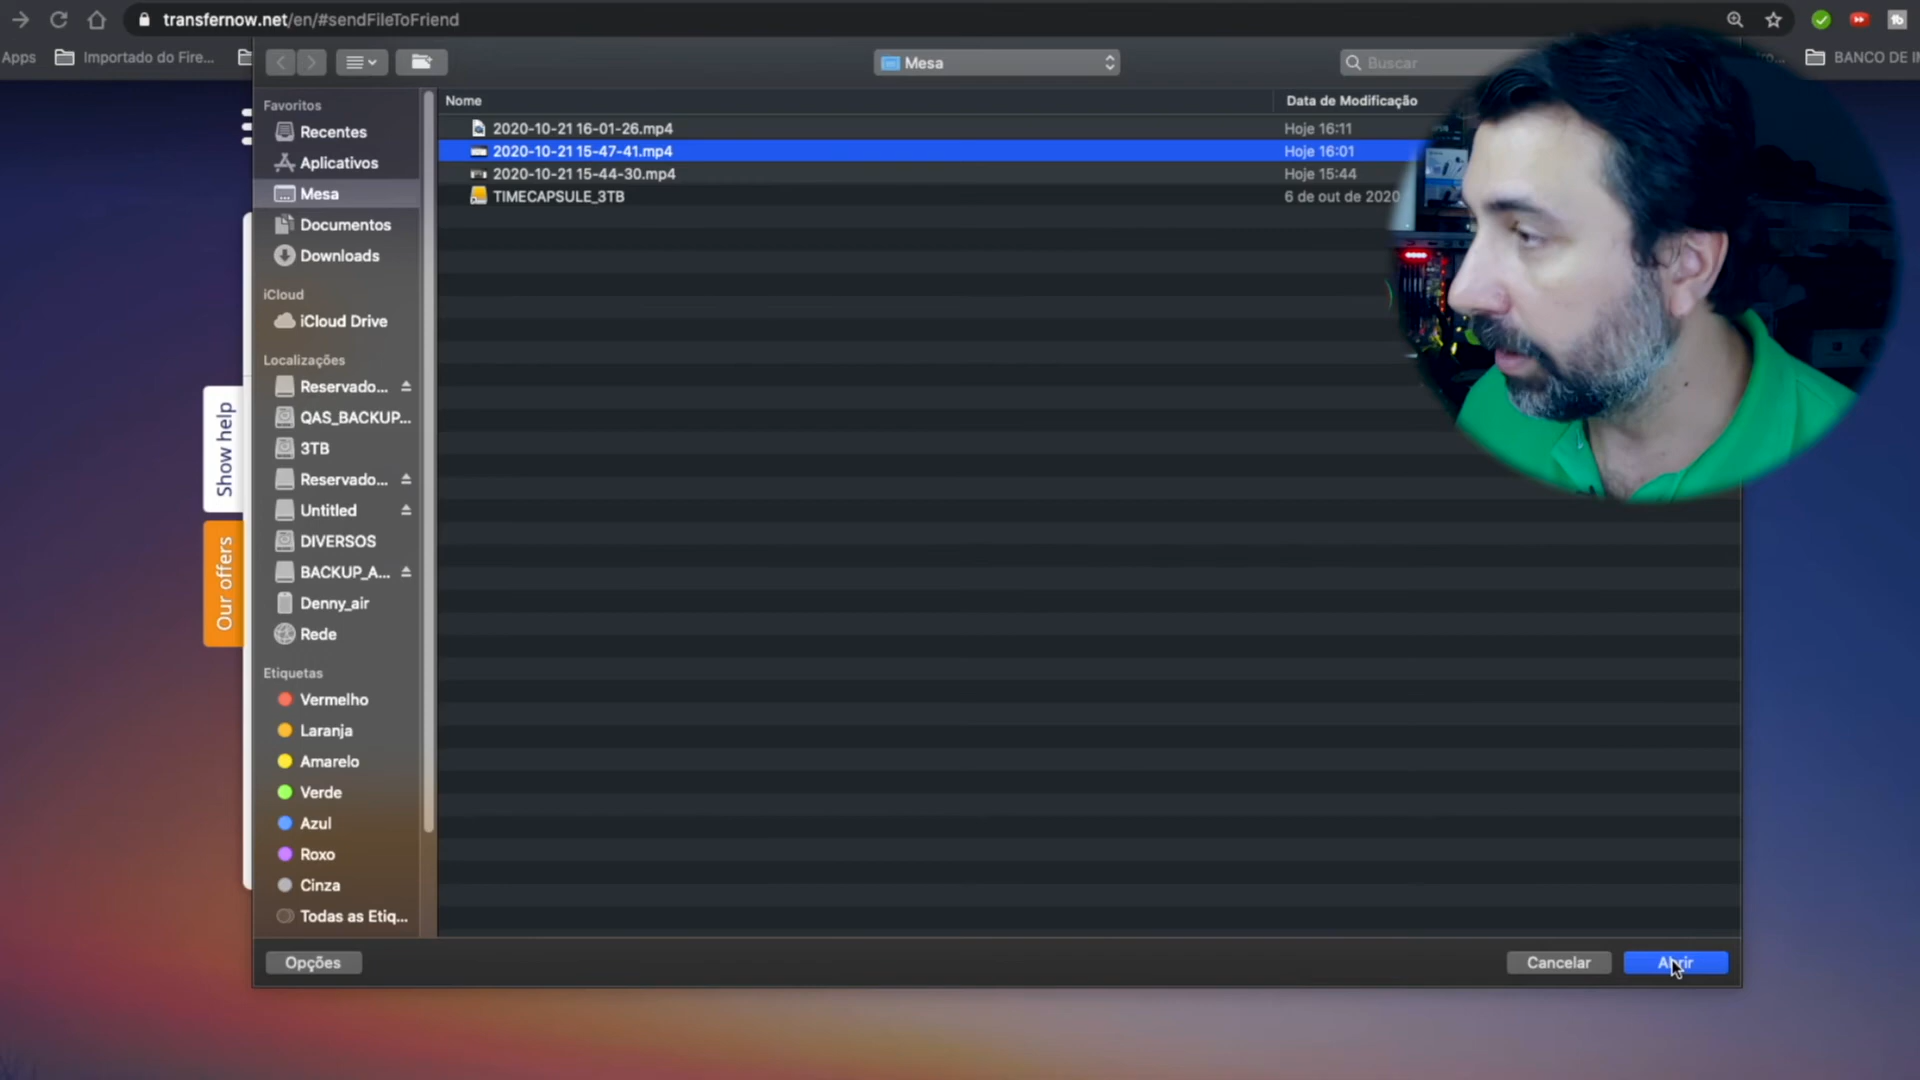 transfernow.net/en/#sendFileToFriend
Apps
Importado do Fire...
BANCO DE
Mesa
Buscar
Favoritos
Recentes
Aplicativos
Mesa
Documentos
Downloads
iCloud
iCloud Drive
Localizações
Reservado...
QAS_BACKUP...
3TB
Reservado...
Untitled
DIVERSOS
BACKUP_A...
Denny_air
Rede
Etiquetas
Vermelho
Laranja
Amarelo
Verde
Azul
Roxo
Cinza
Todas as Etiq...
Nome Data de Modificação
2020-10-21 16-01-26.mp4 Hoje 16:11
2020-10-21 15-47-41.mp4 Hoje 16:01
2020-10-21 15-44-30.mp4 Hoje 15:44
TIMECAPSULE_3TB 6 de out de 2020
Show help
Our offers
Opções
Cancelar
Abrir